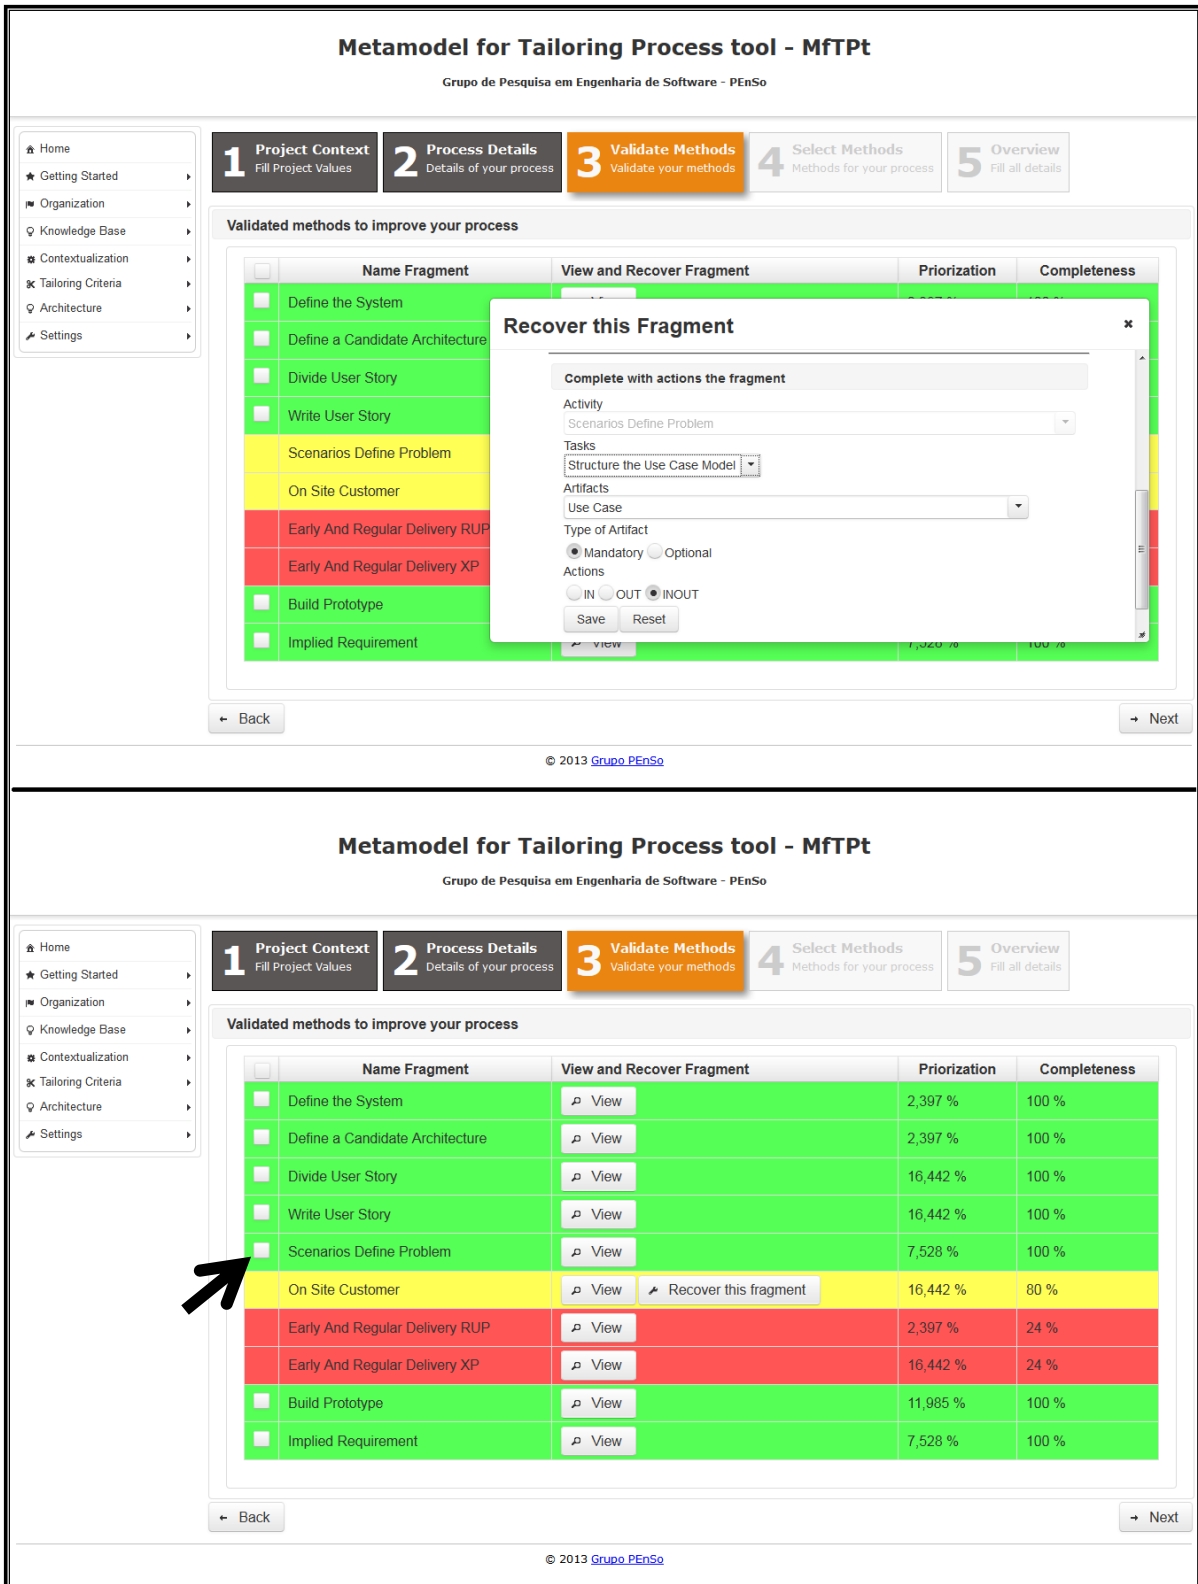 Metamodel for Tailoring Process tool - MfTPt
Grupo de Pesquisa em Engenharia de Software - PEnSo
Home
Getting Started
Organization
Knowledge Base
Contextualization
Tailoring Criteria
Architecture
Settings
1 Project Context Fill Project Values
2 Process Details Details of your process
3 Validate Methods Validate your methods
4 Select Methods Methods for your process
5 Overview Fill all details
Validated methods to improve your process
Name Fragment View and Recover Fragment Priorization Completeness
Define the System
Define a Candidate Architecture
Divide User Story
Write User Story
Scenarios Define Problem
On Site Customer
Early And Regular Delivery RUP
Early And Regular Delivery XP
Build Prototype
Implied Requirement View 7,528 % 100 %
Recover this Fragment
Complete with actions the fragment
Activity
Scenarios Define Problem
Tasks
Structure the Use Case Model
Artifacts
Use Case
Type of Artifact
Mandatory Optional
Actions
IN OUT INOUT
Save Reset
Back Next
© 2013 Grupo PEnSo
Metamodel for Tailoring Process tool - MfTPt
Grupo de Pesquisa em Engenharia de Software - PEnSo
Home
Getting Started
Organization
Knowledge Base
Contextualization
Tailoring Criteria
Architecture
Settings
1 Project Context Fill Project Values
2 Process Details Details of your process
3 Validate Methods Validate your methods
4 Select Methods Methods for your process
5 Overview Fill all details
Validated methods to improve your process
Name Fragment View and Recover Fragment Priorization Completeness
Define the System View 2,397 % 100 %
Define a Candidate Architecture View 2,397 % 100 %
Divide User Story View 16,442 % 100 %
Write User Story View 16,442 % 100 %
Scenarios Define Problem View 7,528 % 100 %
On Site Customer View Recover this fragment 16,442 % 80 %
Early And Regular Delivery RUP View 2,397 % 24 %
Early And Regular Delivery XP View 16,442 % 24 %
Build Prototype View 11,985 % 100 %
Implied Requirement View 7,528 % 100 %
Back Next
© 2013 Grupo PEnSo